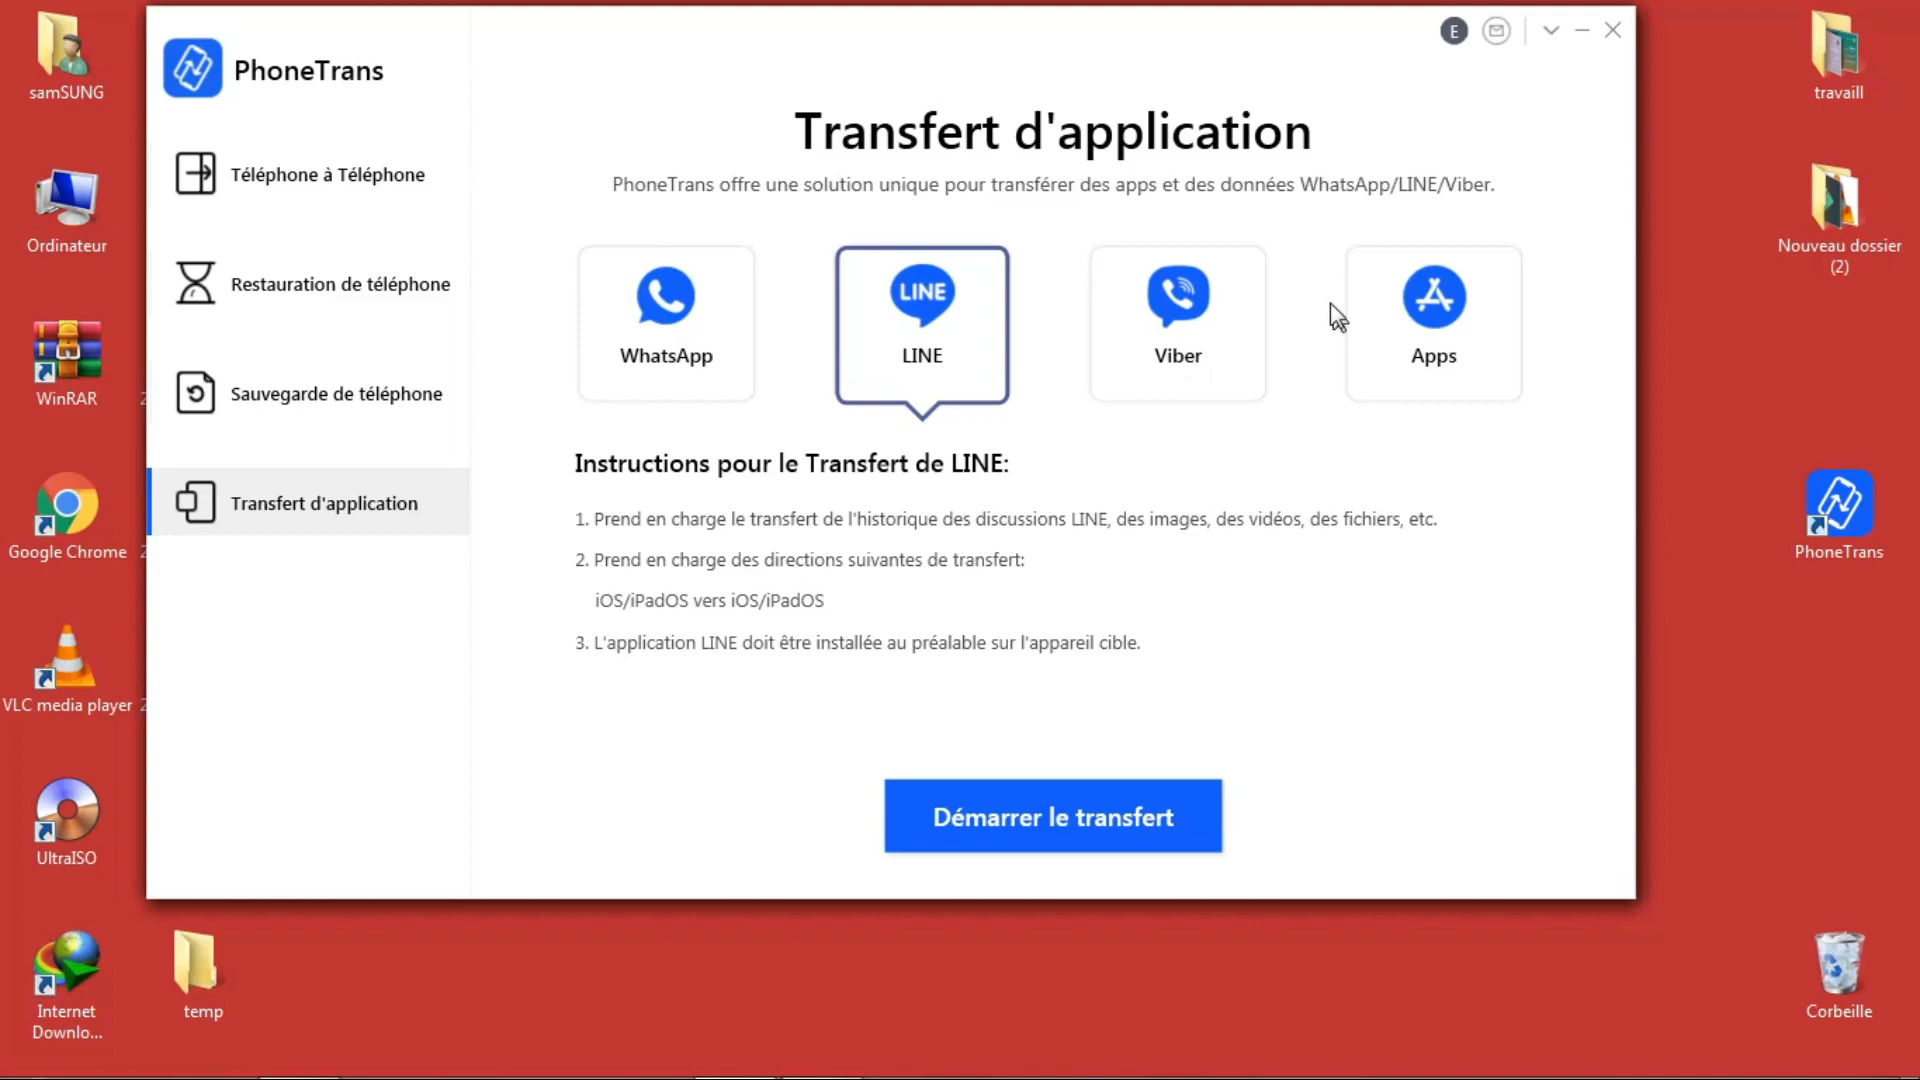 samSUNG
Ordinateur
WinRAR
Google Chrome
VLC media player
UltraISO
Internet
Downlo...
temp
PhoneTrans
Téléphone à Téléphone
Restauration de téléphone
Sauvegarde de téléphone
Transfert d'application
E
Transfert d'application
PhoneTrans offre une solution unique pour transférer des apps et des données WhatsApp/LINE/Viber.
WhatsApp
LINE
LINE
Viber
Apps
Instructions pour le Transfert de LINE:
1. Prend en charge le transfert de l'historique des discussions LINE, des images, des vidéos, des fichiers, etc.
2. Prend en charge des directions suivantes de transfert:
iOS/iPadOS vers iOS/iPadOS
3. L'application LINE doit être installée au préalable sur l'appareil cible.
Démarrer le transfert
travaill
Nouveau dossier
(2)
PhoneTrans
Corbeille